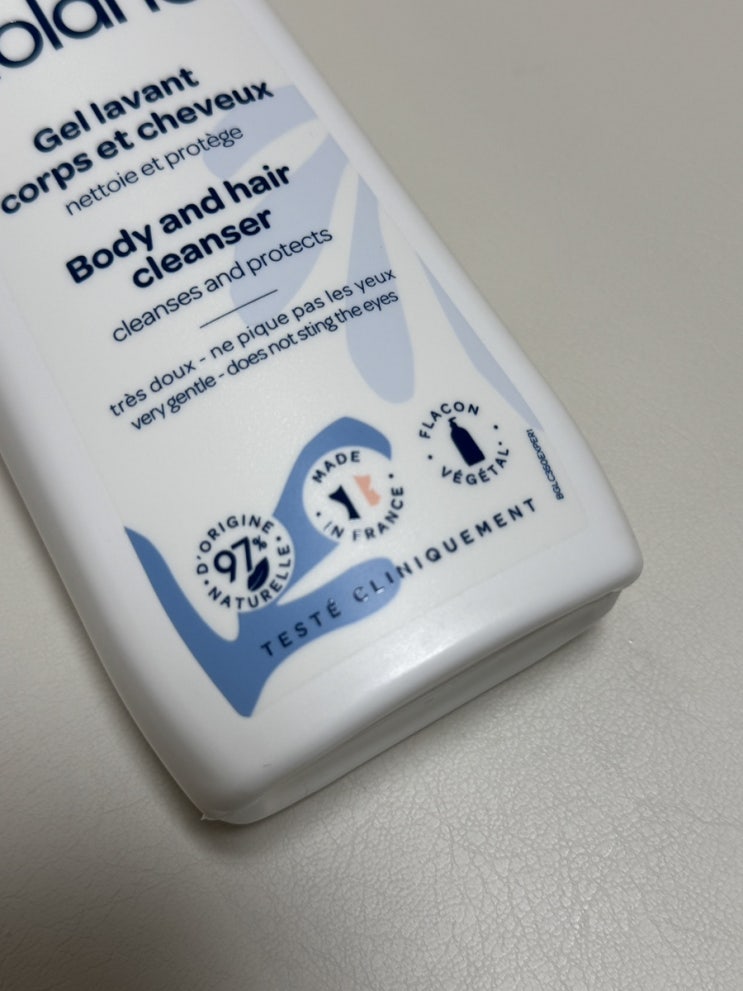 Gel lavant
corps et cheveux
nettoie et protège
Body and hair
cleanser
cleanses and protects
très doux - ne pique pas les yeux
very gentle - does not sting the eyes
D'ORIGINE
97%
NATURELLE
MADE
IN FRANCE
FLACON
VÉGÉTAL
TESTÉ CLINIQUEMENT